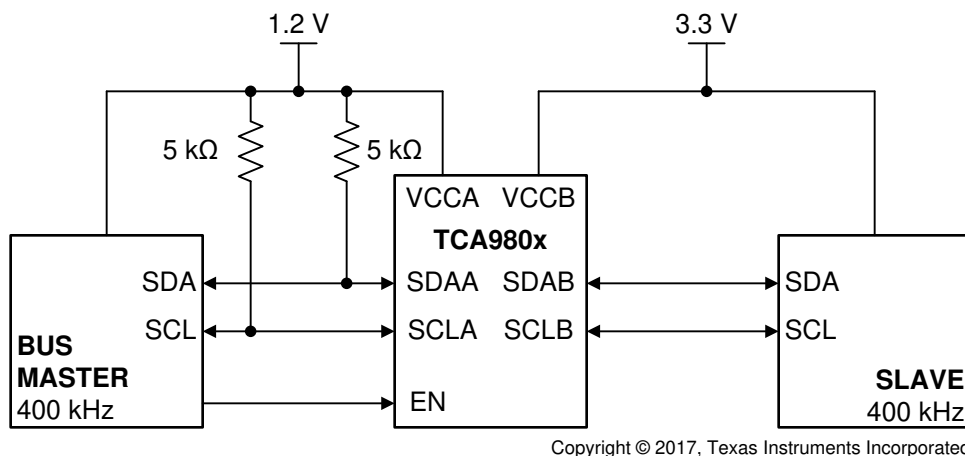 1.2 V
3.3 V
5 kΩ
5 kΩ
VCCA VCCB
TCA980x
SDA
SDAA SDAB
SDA
SCL
SCLA SCLB
SCL
BUS
MASTER
400 kHz
EN
SLAVE
400 kHz
Copyright © 2017, Texas Instruments Incorporated